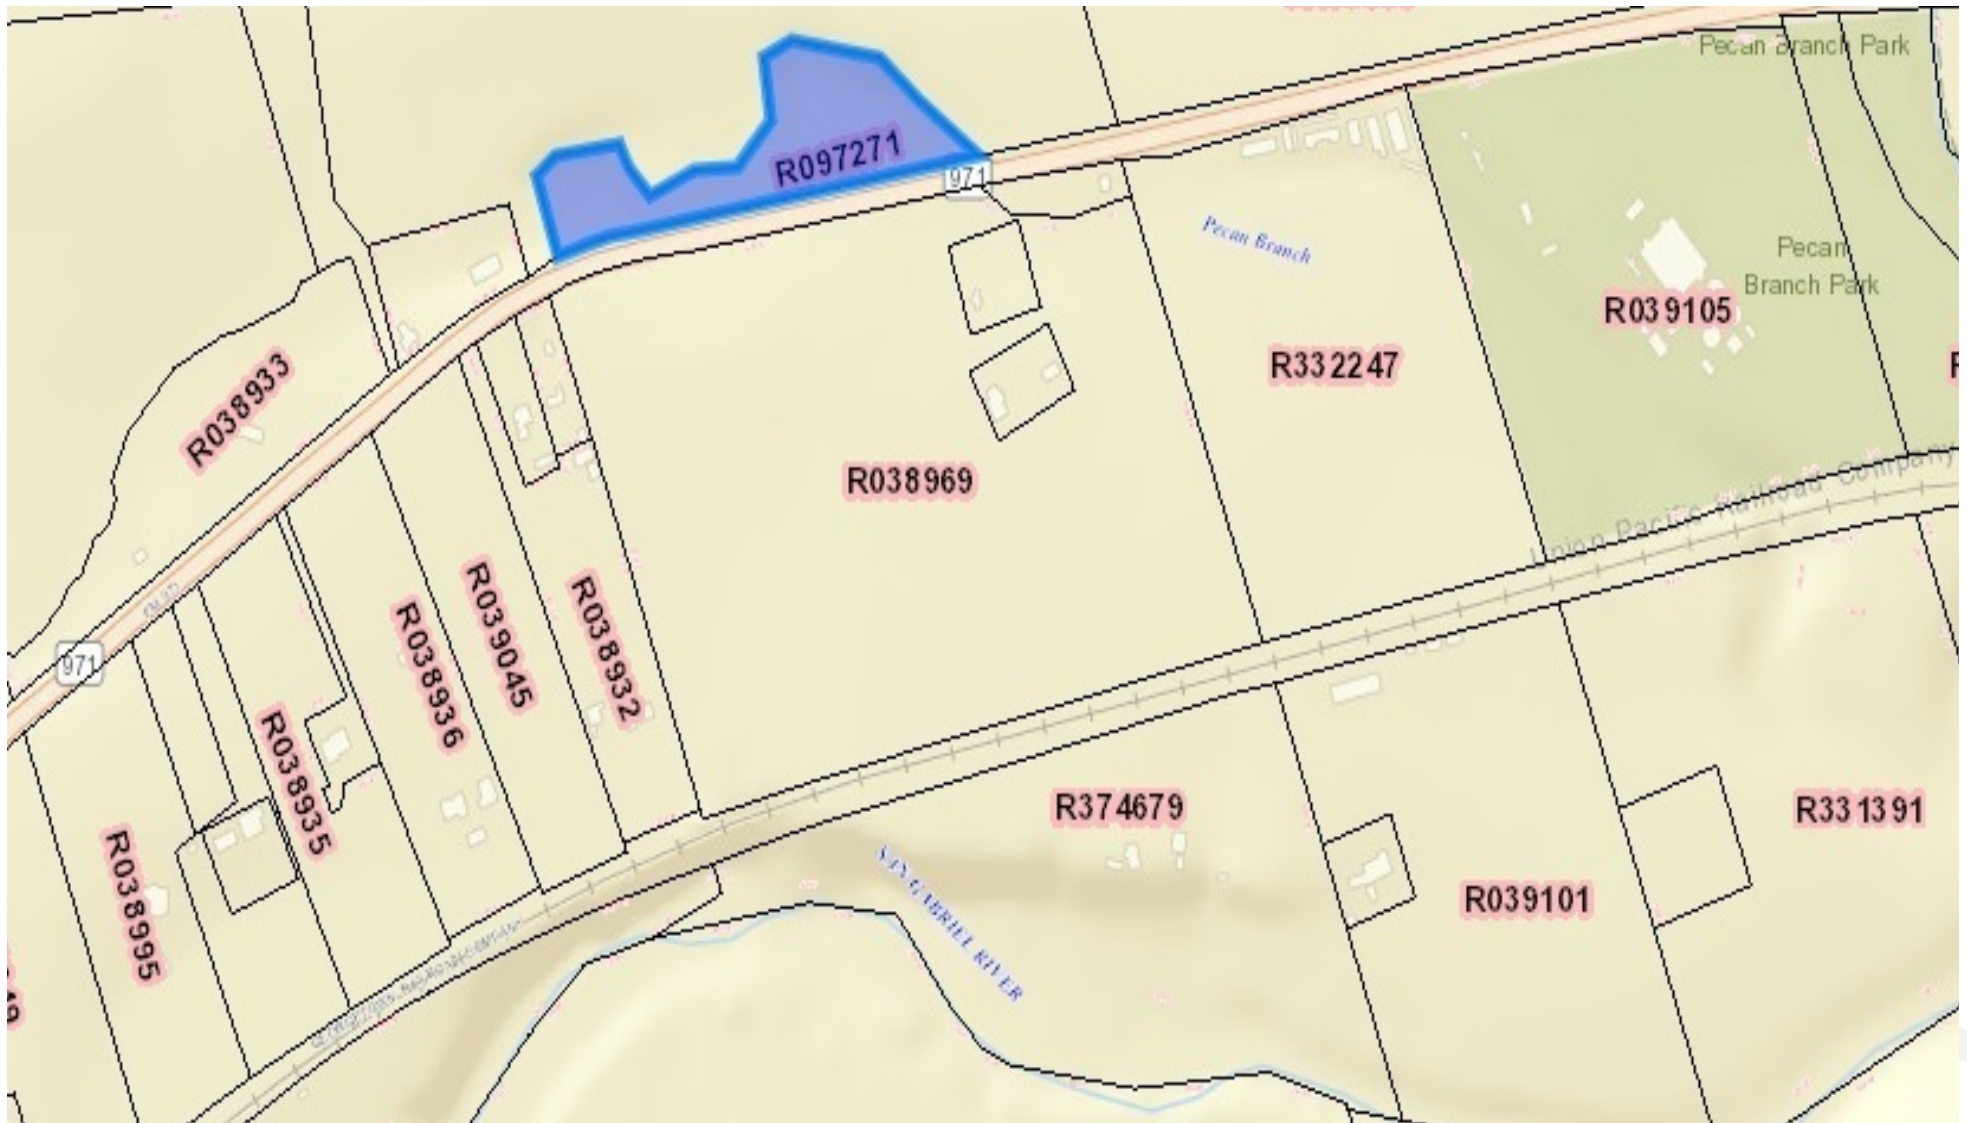 Pecan Branch Park
R097271
971
Pecan Branch
Pecan
Branch Park
R039105
R332247
R038933
R038969
Union Pacific Railroad Company
971
R038936
R039045
R038932
R038935
R038995
R374679
R331391
R039101
SAN GABRIEL RIVER